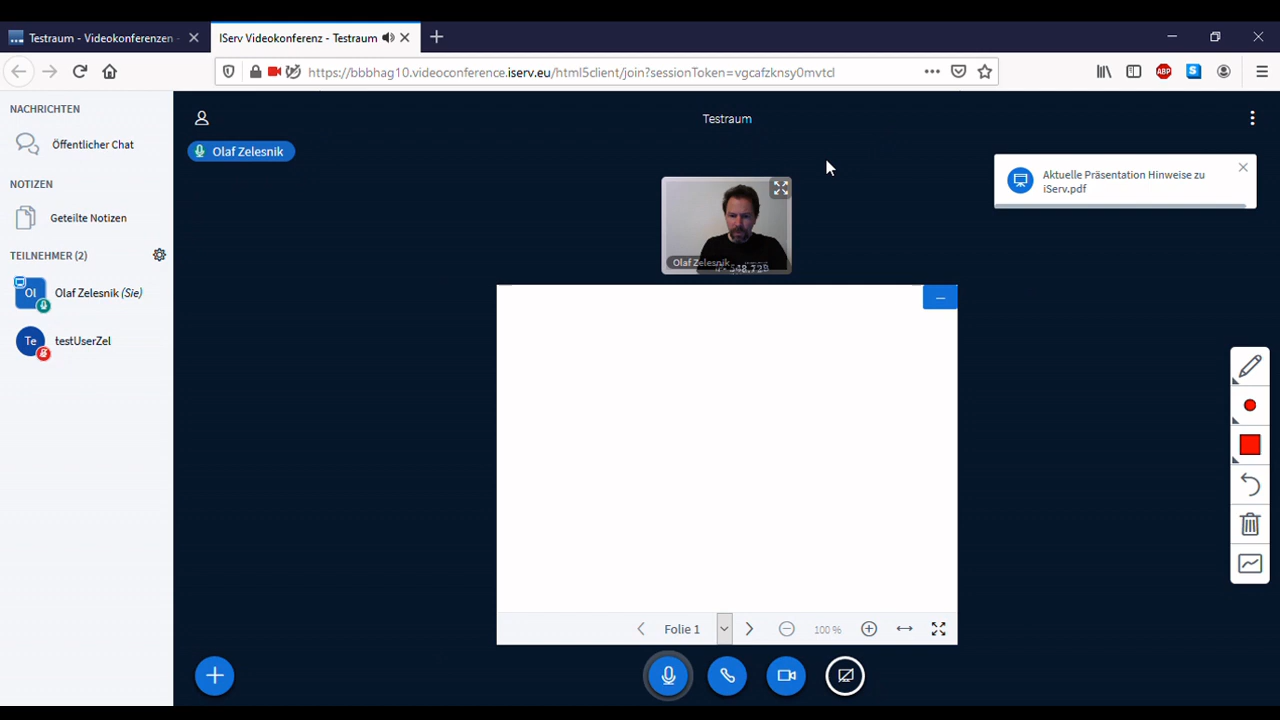 Testraum - Videokonferenzen -
IServ Videokonferenz - Testraum
https://bbbhag10.videoconference.iserv.eu/html5client/join?sessionToken=vgcafzknsy0mvtcl
ABP
S
NACHRICHTEN
Öffentlicher Chat
NOTIZEN
Geteilte Notizen
TEILNEHMER (2)
Ol
Olaf Zelesnik (Sie)
Te
testUserZel
Testraum
Olaf Zelesnik
Olaf Zelesnik
Aktuelle Präsentation Hinweise zu
iServ.pdf
Folie 1
100 %